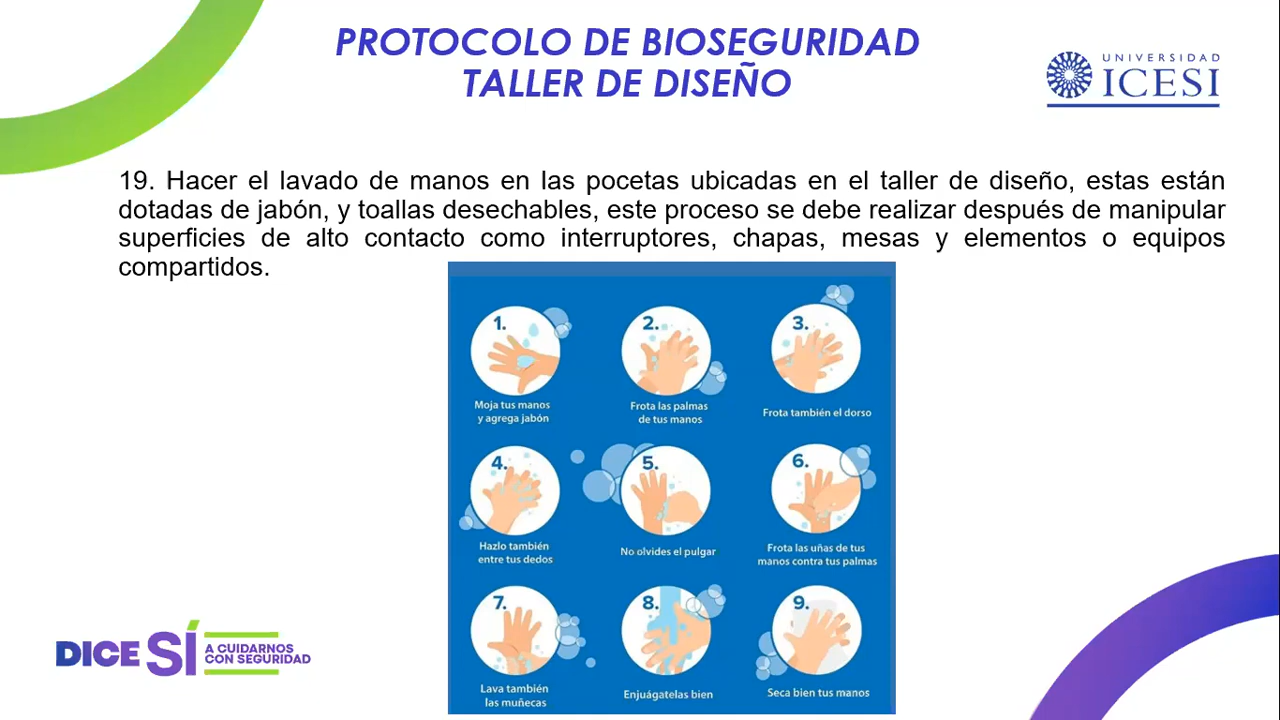 PROTOCOLO DE BIOSEGURIDAD
TALLER DE DISEÑO
UNIVERSIDAD
ICESI
19. Hacer el lavado de manos en las pocetas ubicadas en el taller de diseño, estas están
dotadas de jabón, y toallas desechables, este proceso se debe realizar después de manipular
superficies de alto contacto como interruptores, chapas, mesas y elementos o equipos
compartidos.
1.
Moja tus manos
y agrega jabón
2.
Frota las palmas
de tus manos
3.
Frota también el dorso
4.
Hazlo también
entre tus dedos
5.
No olvides el pulgar
6.
Frota las uñas de tus
manos contra tus palmas
7.
Lava también
las muñecas
8.
Enjuágatelas bien
9.
Seca bien tus manos
DICE SÍ
A CUIDARNOS
CON SEGURIDAD